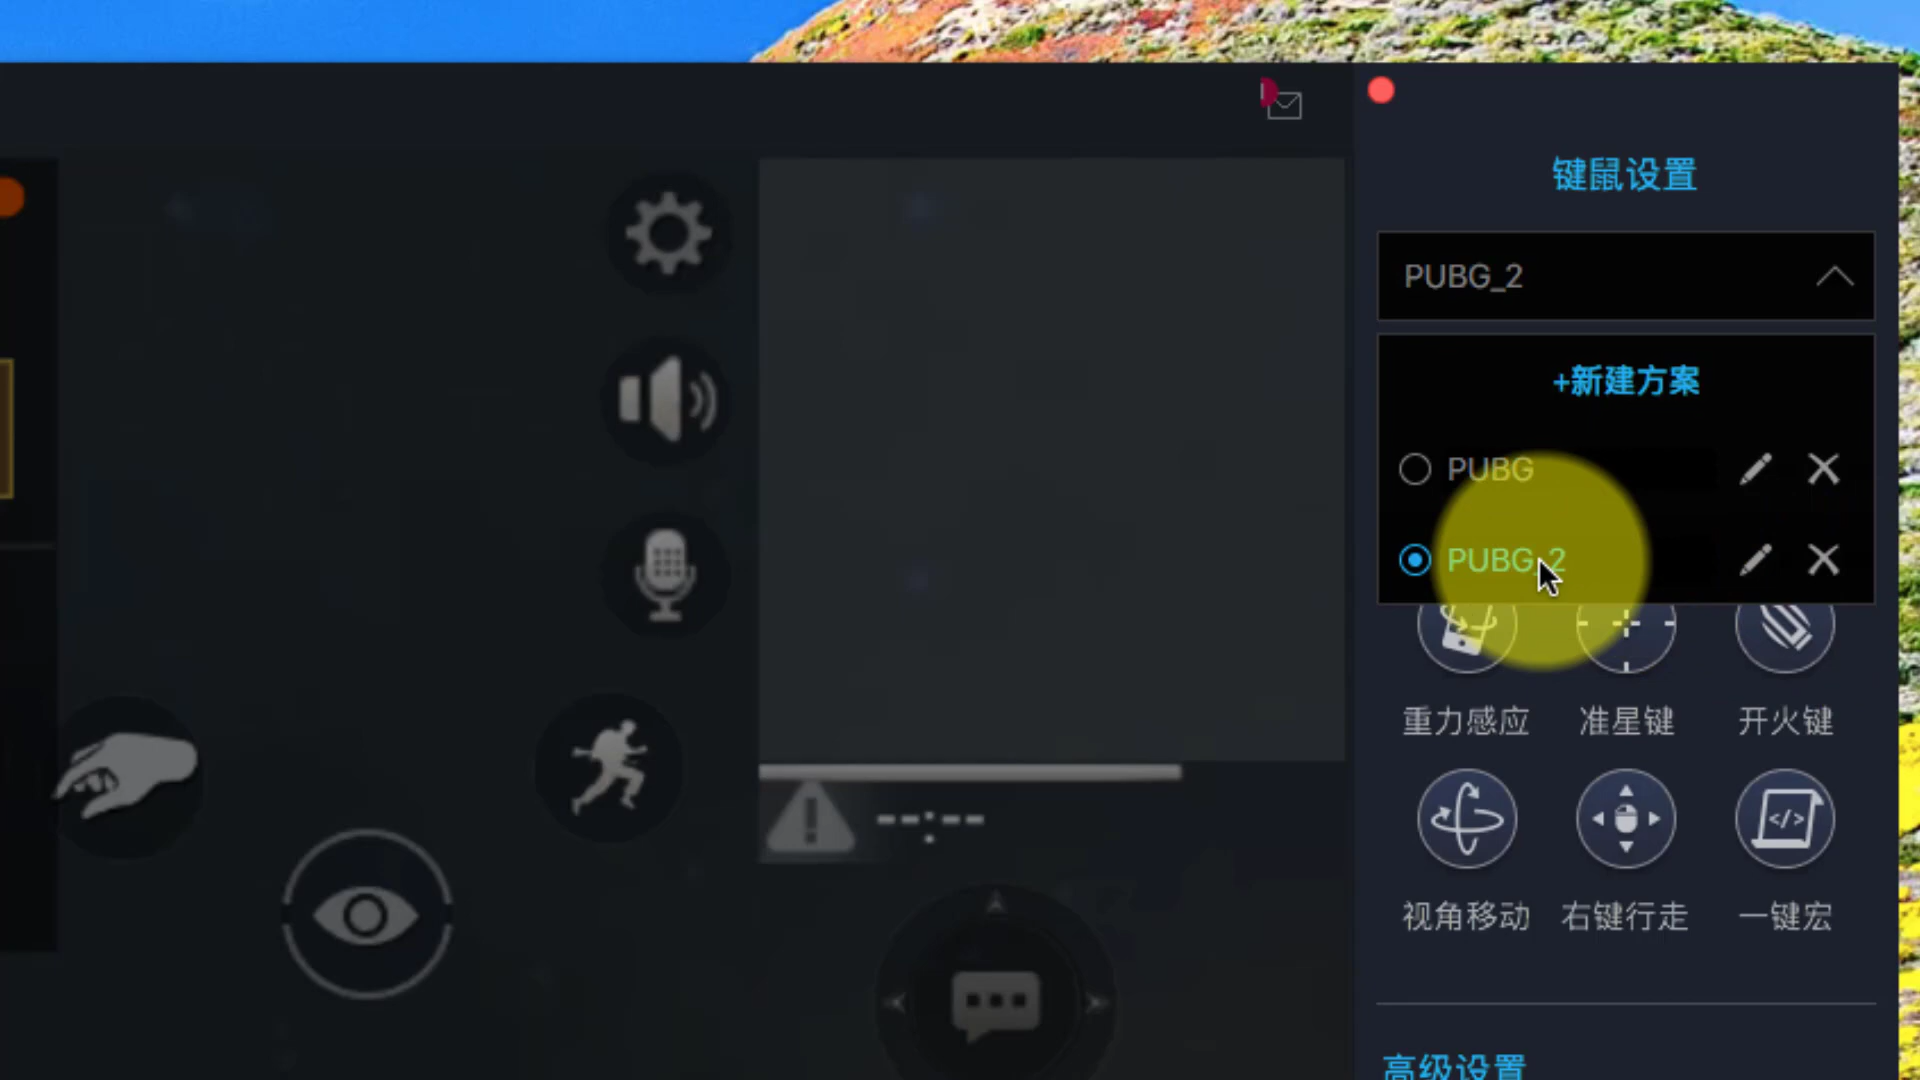 键鼠设置
PUBG_2
+新建方案
PUBG
PUBG_2
重力感应 准星键 开火键
--:--
视角移动 右键行走 一键宏
高级设置